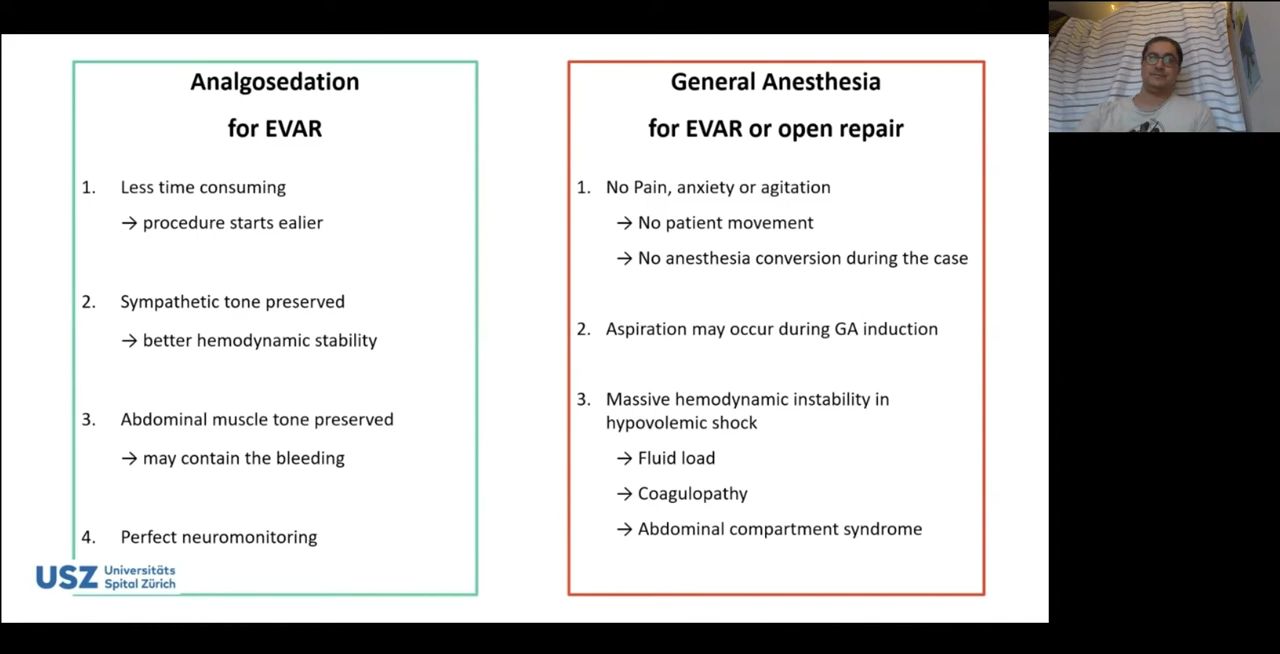 Analgosedation
for EVAR
1. Less time consuming
→ procedure starts ealier
2. Sympathetic tone preserved
→ better hemodynamic stability
3. Abdominal muscle tone preserved
→ may contain the bleeding
4. Perfect neuromonitoring
USZ Universitäts
Spital Zürich
General Anesthesia
for EVAR or open repair
1. No Pain, anxiety or agitation
→ No patient movement
→ No anesthesia conversion during the case
2. Aspiration may occur during GA induction
3. Massive hemodynamic instability in
hypovolemic shock
→ Fluid load
→ Coagulopathy
→ Abdominal compartment syndrome